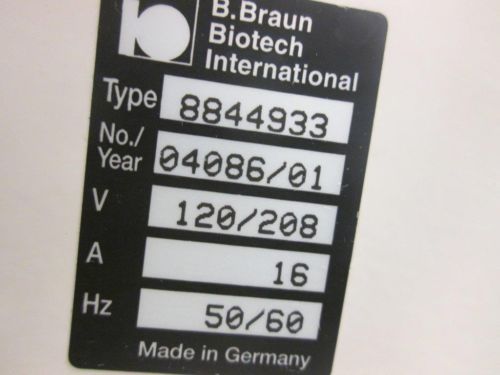 B.Braun
Biotech
International
Type 8844933
No./
Year 04086/01
V 120/208
A 16
Hz 50/60
Made in Germany